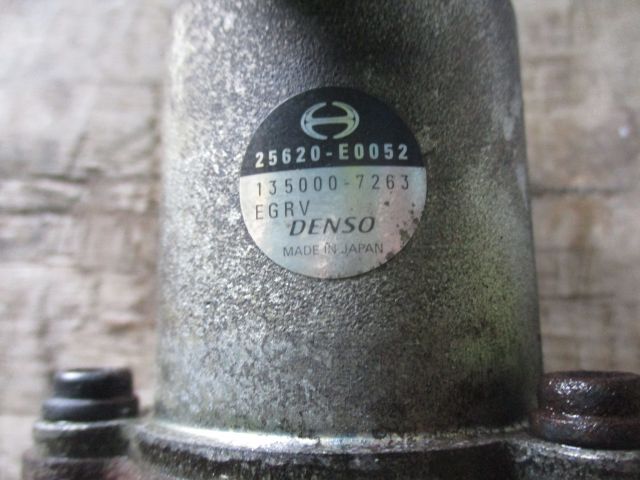 25620-E0052
135000-7263
EGRV
DENSO
MADE IN JAPAN